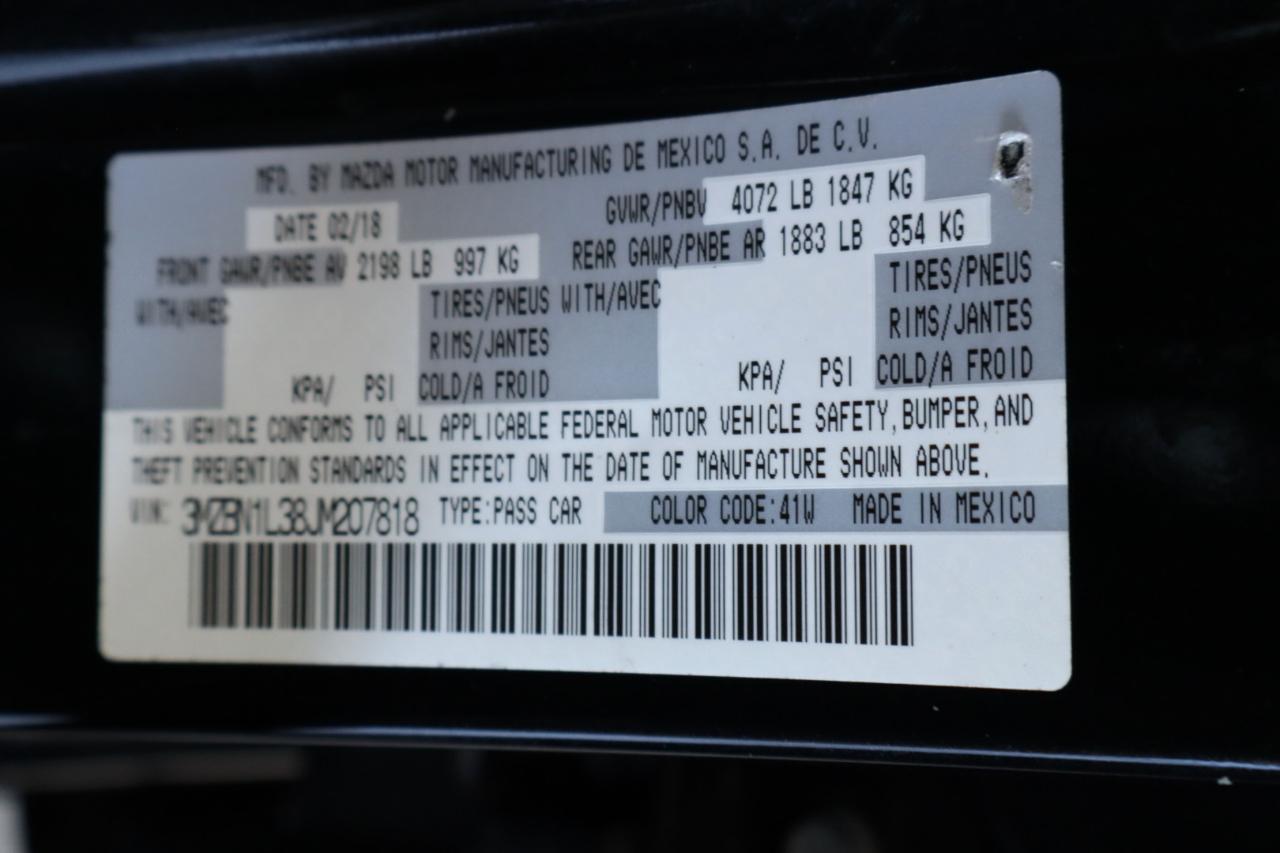 MFD. BY MAZDA MOTOR MANUFACTURING DE MEXICO S.A. DE C.V.
DATE 02/18 GVWR/PNBV 4072 LB 1847 KG
FRONT GAWR/PNBE AV 2198 LB 997 KG REAR GAWR/PNBE AR 1883 LB 854 KG
WITH/AVEC TIRES/PNEUS WITH/AVEC TIRES/PNEUS
RIMS/JANTES RIMS/JANTES
KPA/ PSI COLD/A FROID KPA/ PSI COLD/A FROID
THIS VEHICLE CONFORMS TO ALL APPLICABLE FEDERAL MOTOR VEHICLE SAFETY, BUMPER, AND
THEFT PREVENTION STANDARDS IN EFFECT ON THE DATE OF MANUFACTURE SHOWN ABOVE.
VIN: 3MZBN1L38JM207818 TYPE:PASS CAR COLOR CODE:41W MADE IN MEXICO